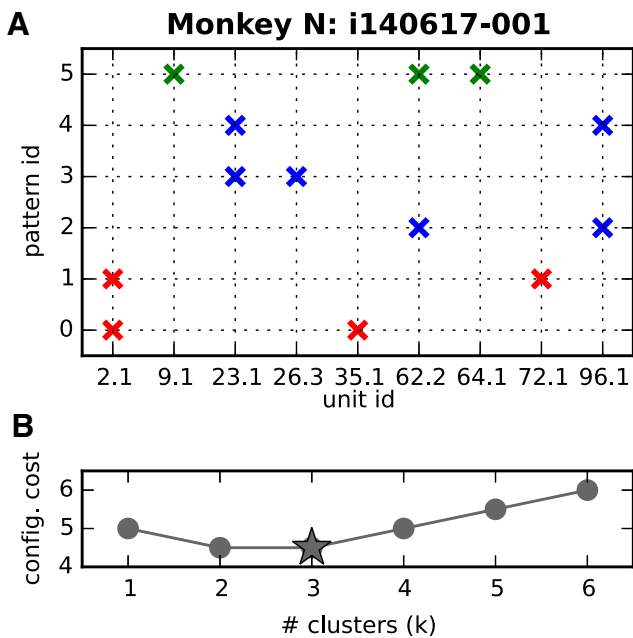 A Monkey N: i140617-001
5
4
3
2
1
0
pattern id
2.1 9.1 23.1 26.3 35.1 62.2 64.1 72.1 96.1
unit id
B
6
5
4
config. cost
1 2 3 4 5 6
# clusters (k)